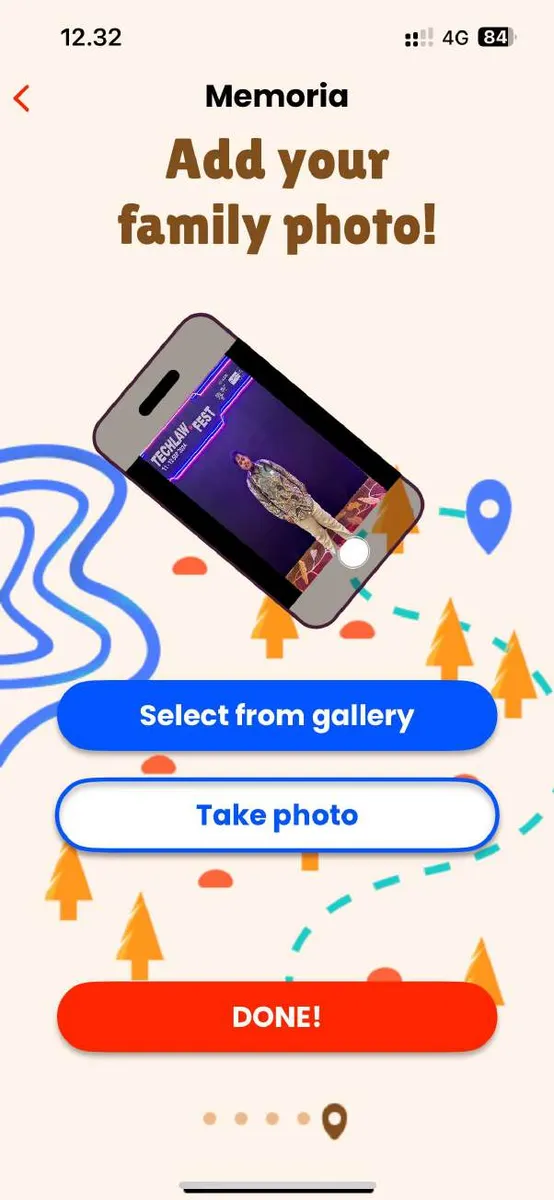 12.32
4G 84
Memoria
Add your
family photo!
TECHLAW FEST
Select from gallery
Take photo
DONE!